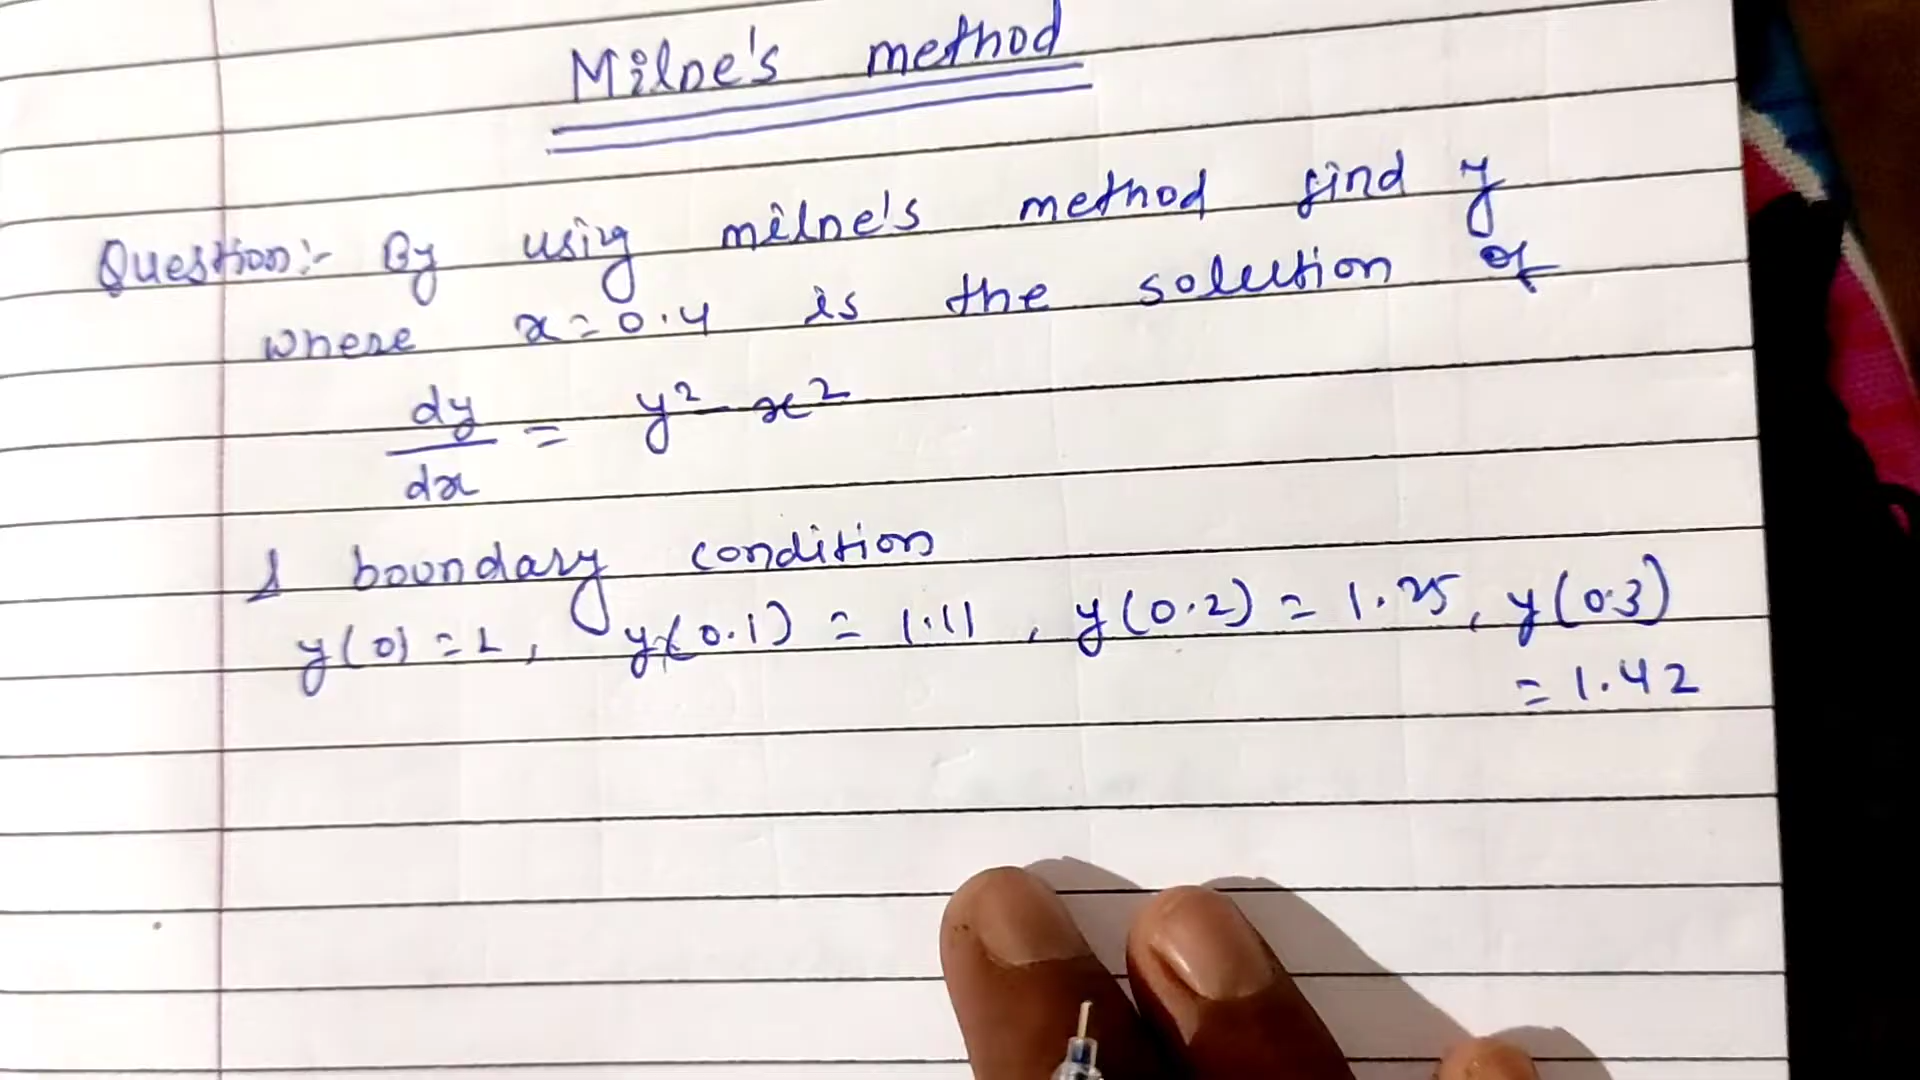 Milne's method
Question:- By using milne's method find y
where x=0.4 is the solution of
dy/dx = y² - x²
& boundary condition
y(0)=1, y(0.1) = 1.11, y(0.2) = 1.25, y(0.3)
= 1.42